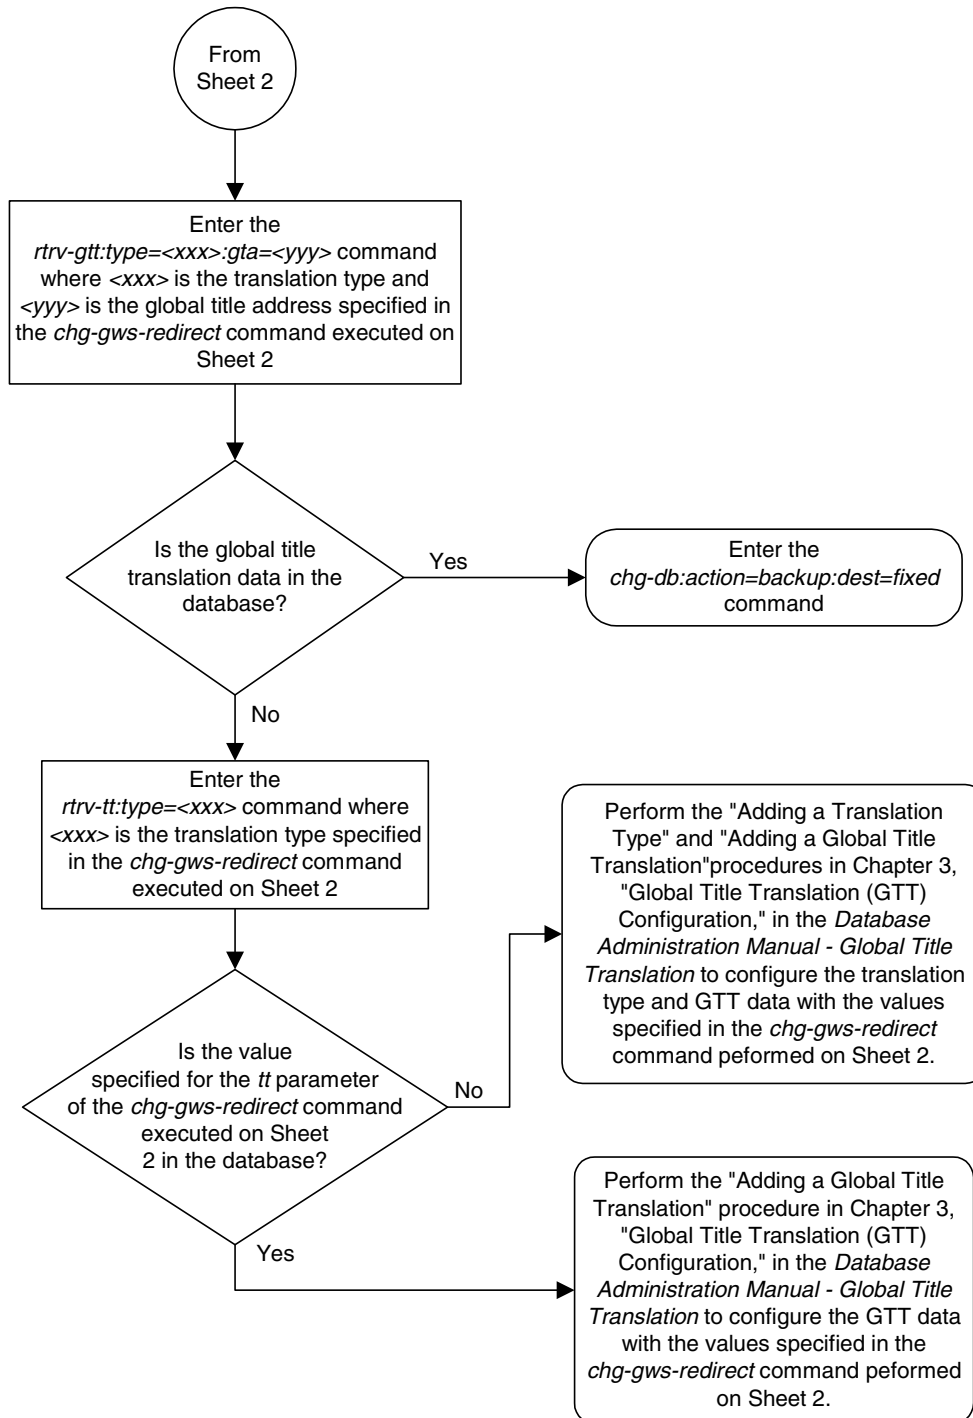 From
Sheet 2
Enter the
rtrv-gtt:type=<xxx>:gta=<yyy> command
where <xxx> is the translation type and
<yyy> is the global title address specified in
the chg-gws-redirect command executed on
Sheet 2
Is the global title
translation data in the
database?
Yes
Enter the
chg-db:action=backup:dest=fixed
command
No
Enter the
rtrv-tt:type=<xxx> command where
<xxx> is the translation type specified
in the chg-gws-redirect command
executed on Sheet 2
Perform the "Adding a Translation
Type" and "Adding a Global Title
Translation"procedures in Chapter 3,
"Global Title Translation (GTT)
Configuration," in the Database
Administration Manual - Global Title
Translation to configure the translation
type and GTT data with the values
specified in the chg-gws-redirect
command peformed on Sheet 2.
Is the value
specified for the tt parameter
of the chg-gws-redirect command
executed on Sheet
2 in the database?
No
Yes
Perform the "Adding a Global Title
Translation" procedure in Chapter 3,
"Global Title Translation (GTT)
Configuration," in the Database
Administration Manual - Global Title
Translation to configure the GTT data
with the values specified in the
chg-gws-redirect command peformed
on Sheet 2.